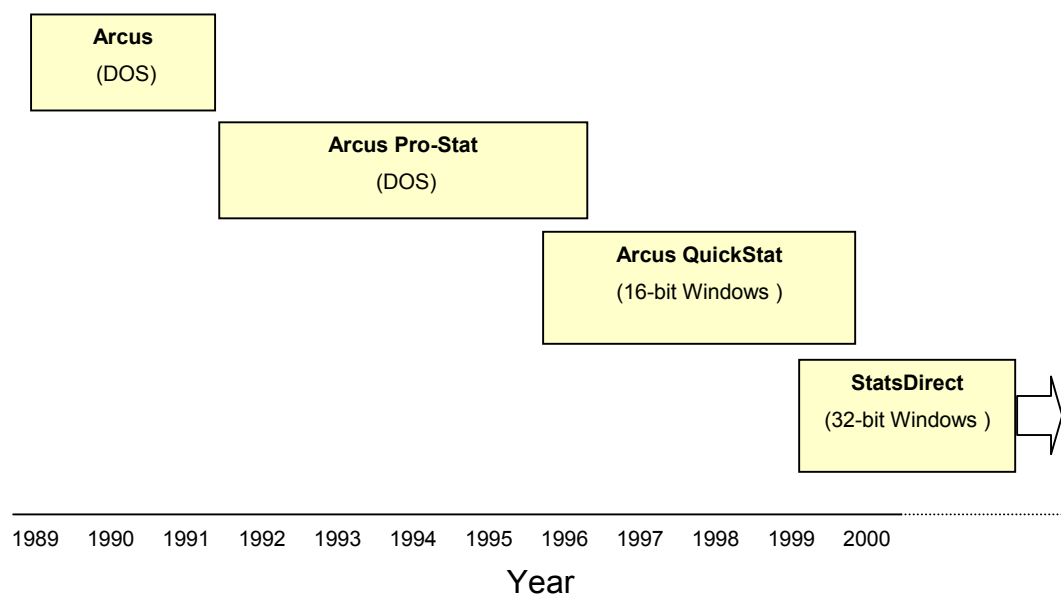 Arcus
(DOS)
Arcus Pro-Stat
(DOS)
Arcus QuickStat
(16-bit Windows )
StatsDirect
(32-bit Windows )
1989 1990 1991 1992 1993 1994 1995 1996 1997 1998 1999 2000
Year